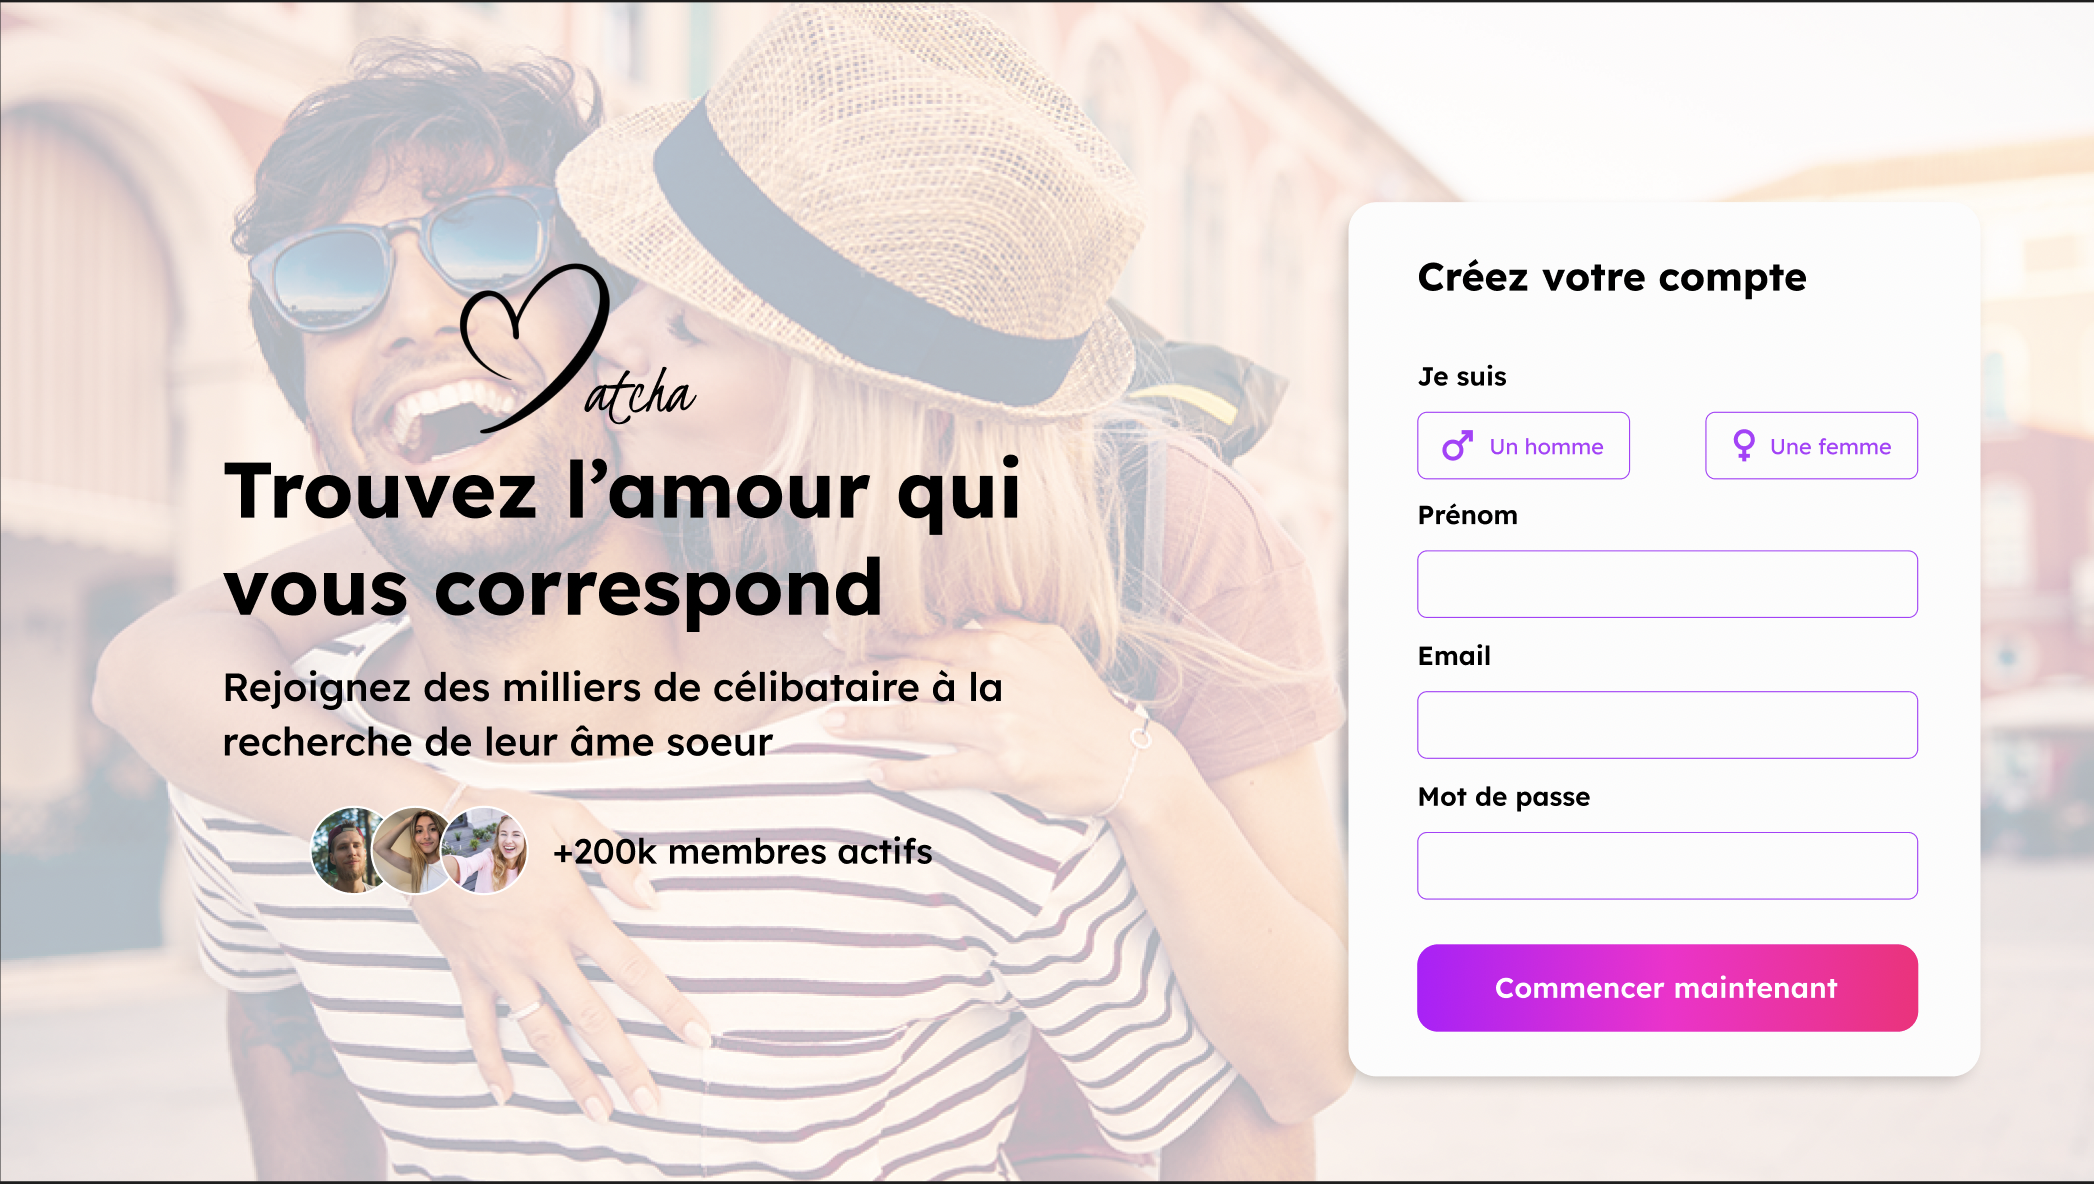 Matcha
Trouvez l’amour qui
vous correspond
Rejoignez des milliers de célibataire à la
recherche de leur âme soeur
+200k membres actifs
Créez votre compte
Je suis
Un homme
Une femme
Prénom
Email
Mot de passe
Commencer maintenant